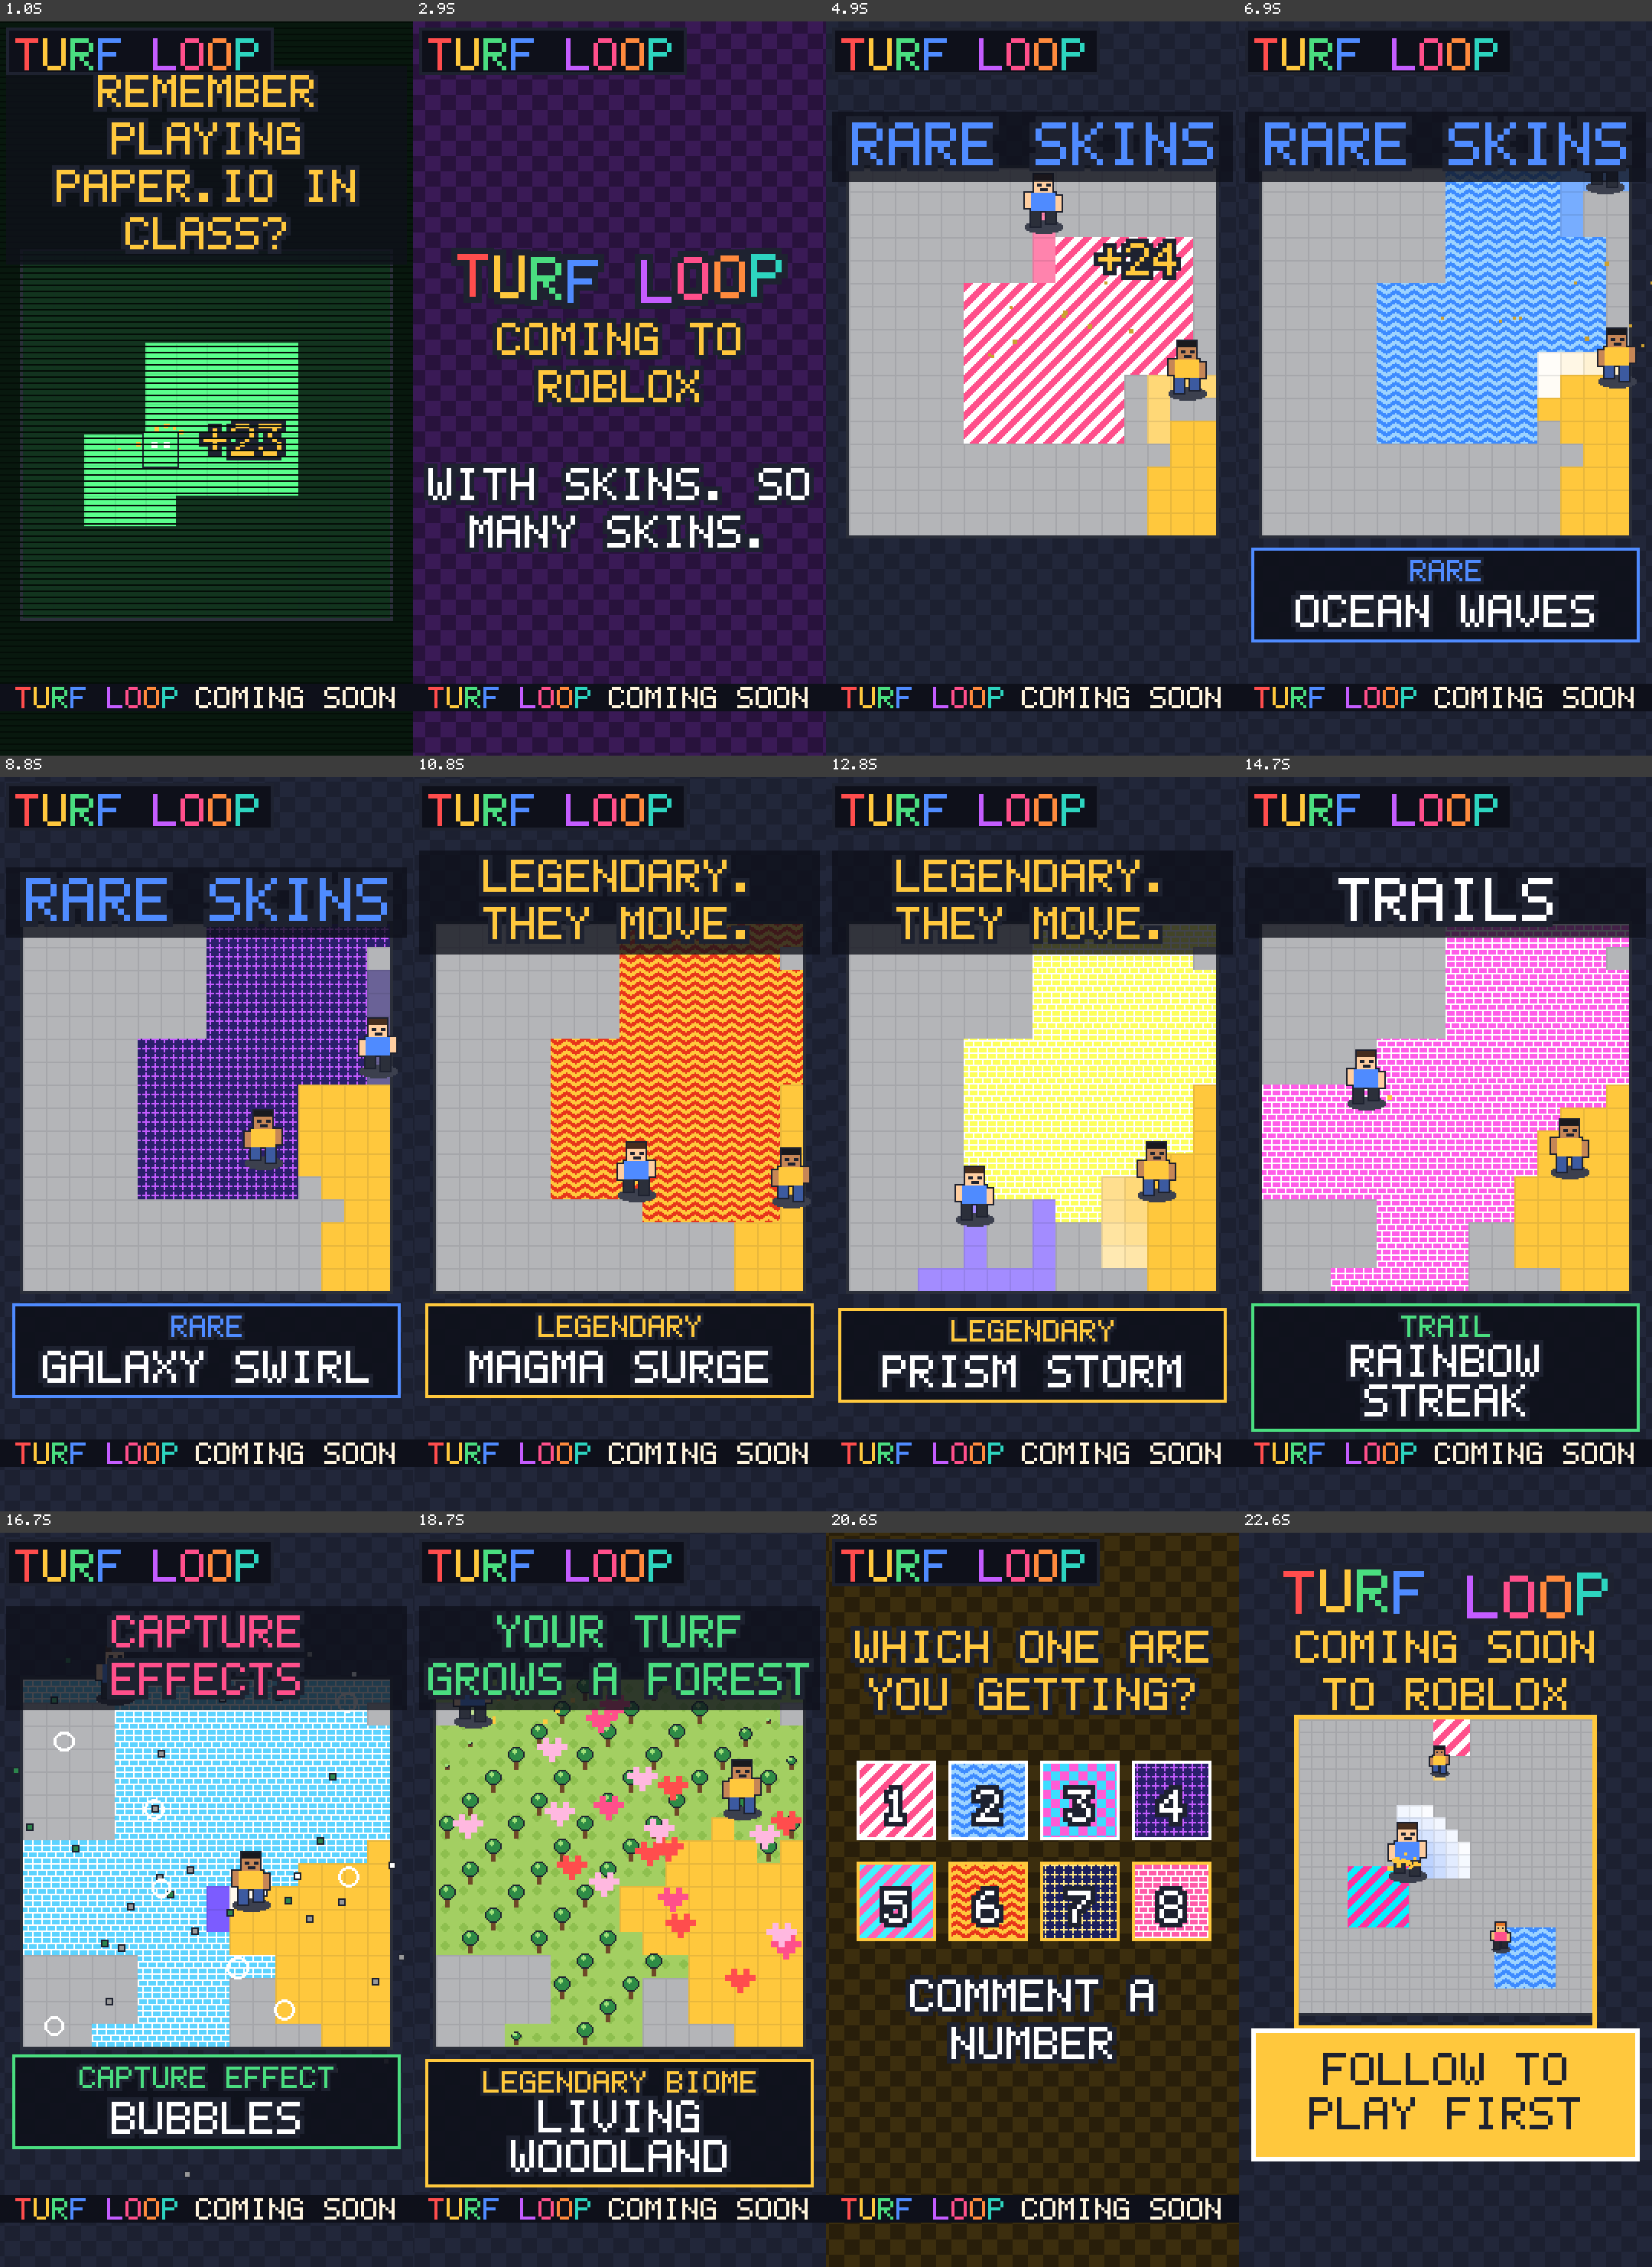 1.0S
TURF LOOP
REMEMBER
PLAYING
PAPER.IO IN
CLASS?
+23
TURF LOOP COMING SOON
2.9S
TURF LOOP
TURF LOOP
COMING TO
ROBLOX
WITH SKINS. SO
MANY SKINS.
TURF LOOP COMING SOON
4.9S
TURF LOOP
RARE SKINS
+24
TURF LOOP COMING SOON
6.9S
TURF LOOP
RARE SKINS
RARE
OCEAN WAVES
TURF LOOP COMING SOON
8.8S
TURF LOOP
RARE SKINS
RARE
GALAXY SWIRL
TURF LOOP COMING SOON
10.8S
TURF LOOP
LEGENDARY.
THEY MOVE.
LEGENDARY
MAGMA SURGE
TURF LOOP COMING SOON
12.8S
TURF LOOP
LEGENDARY.
THEY MOVE.
LEGENDARY
PRISM STORM
TURF LOOP COMING SOON
14.7S
TURF LOOP
TRAILS
TRAIL
RAINBOW
STREAK
TURF LOOP COMING SOON
16.7S
TURF LOOP
CAPTURE
EFFECTS
CAPTURE EFFECT
BUBBLES
TURF LOOP COMING SOON
18.7S
TURF LOOP
YOUR TURF
GROWS A FOREST
LEGENDARY BIOME
LIVING
WOODLAND
TURF LOOP COMING SOON
20.6S
TURF LOOP
WHICH ONE ARE
YOU GETTING?
1 2 3 4
5 6 7 8
COMMENT A
NUMBER
TURF LOOP COMING SOON
22.6S
TURF LOOP
COMING SOON
TO ROBLOX
FOLLOW TO
PLAY FIRST